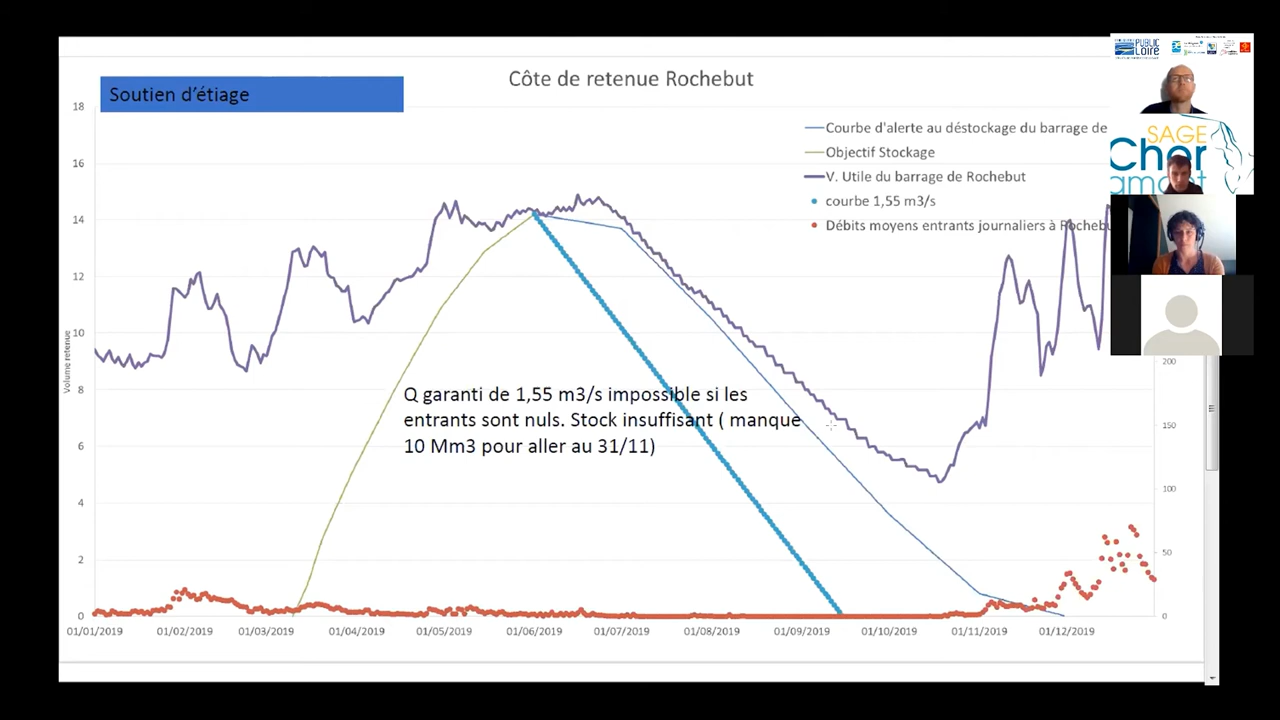 Soutien d'étiage
Côte de retenue Rochebut
Courbe d'alerte au déstockage du barrage de
Objectif Stockage
V. Utile du barrage de Rochebut
courbe 1,55 m3/s
Débits moyens entrants journaliers à Rochebu
Q garanti de 1,55 m3/s impossible si les
entrants sont nuls. Stock insuffisant ( manque
10 Mm3 pour aller au 31/11)
Volume retenue
18
16
14
12
10
8
6
4
2
0
200
150
100
50
0
01/01/2019
01/02/2019
01/03/2019
01/04/2019
01/05/2019
01/06/2019
01/07/2019
01/08/2019
01/09/2019
01/10/2019
01/11/2019
01/12/2019
PUBLIC
Loire
SAGE
Cher
amont